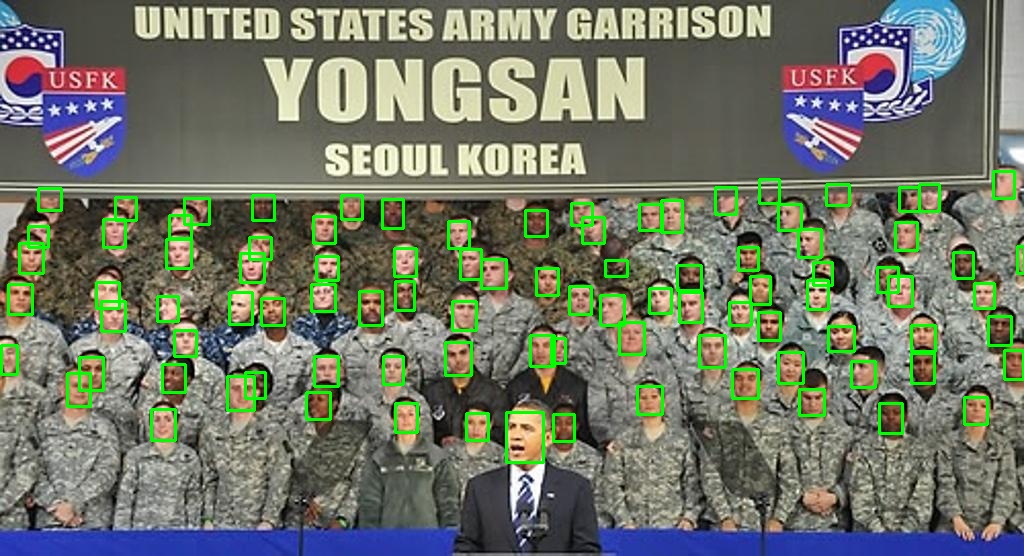 UNITED STATES ARMY GARRISON
USFK
YONGSAN
USFK
SEOUL KOREA